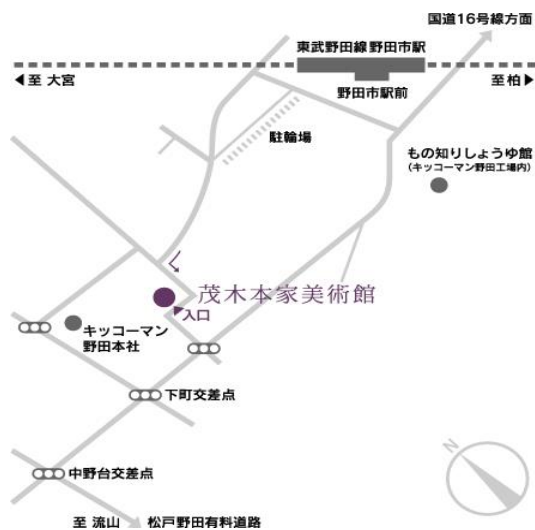 国道16号線方面
東武野田線 野田市駅
◀至 大宮
至柏▶
野田市駅前
駐輪場
もの知りしょうゆ館
(キッコーマン野田工場内)
茂木本家美術館
入口
キッコーマン
野田本社
下町交差点
中野台交差点
至 流山 松戸野田有料道路
N